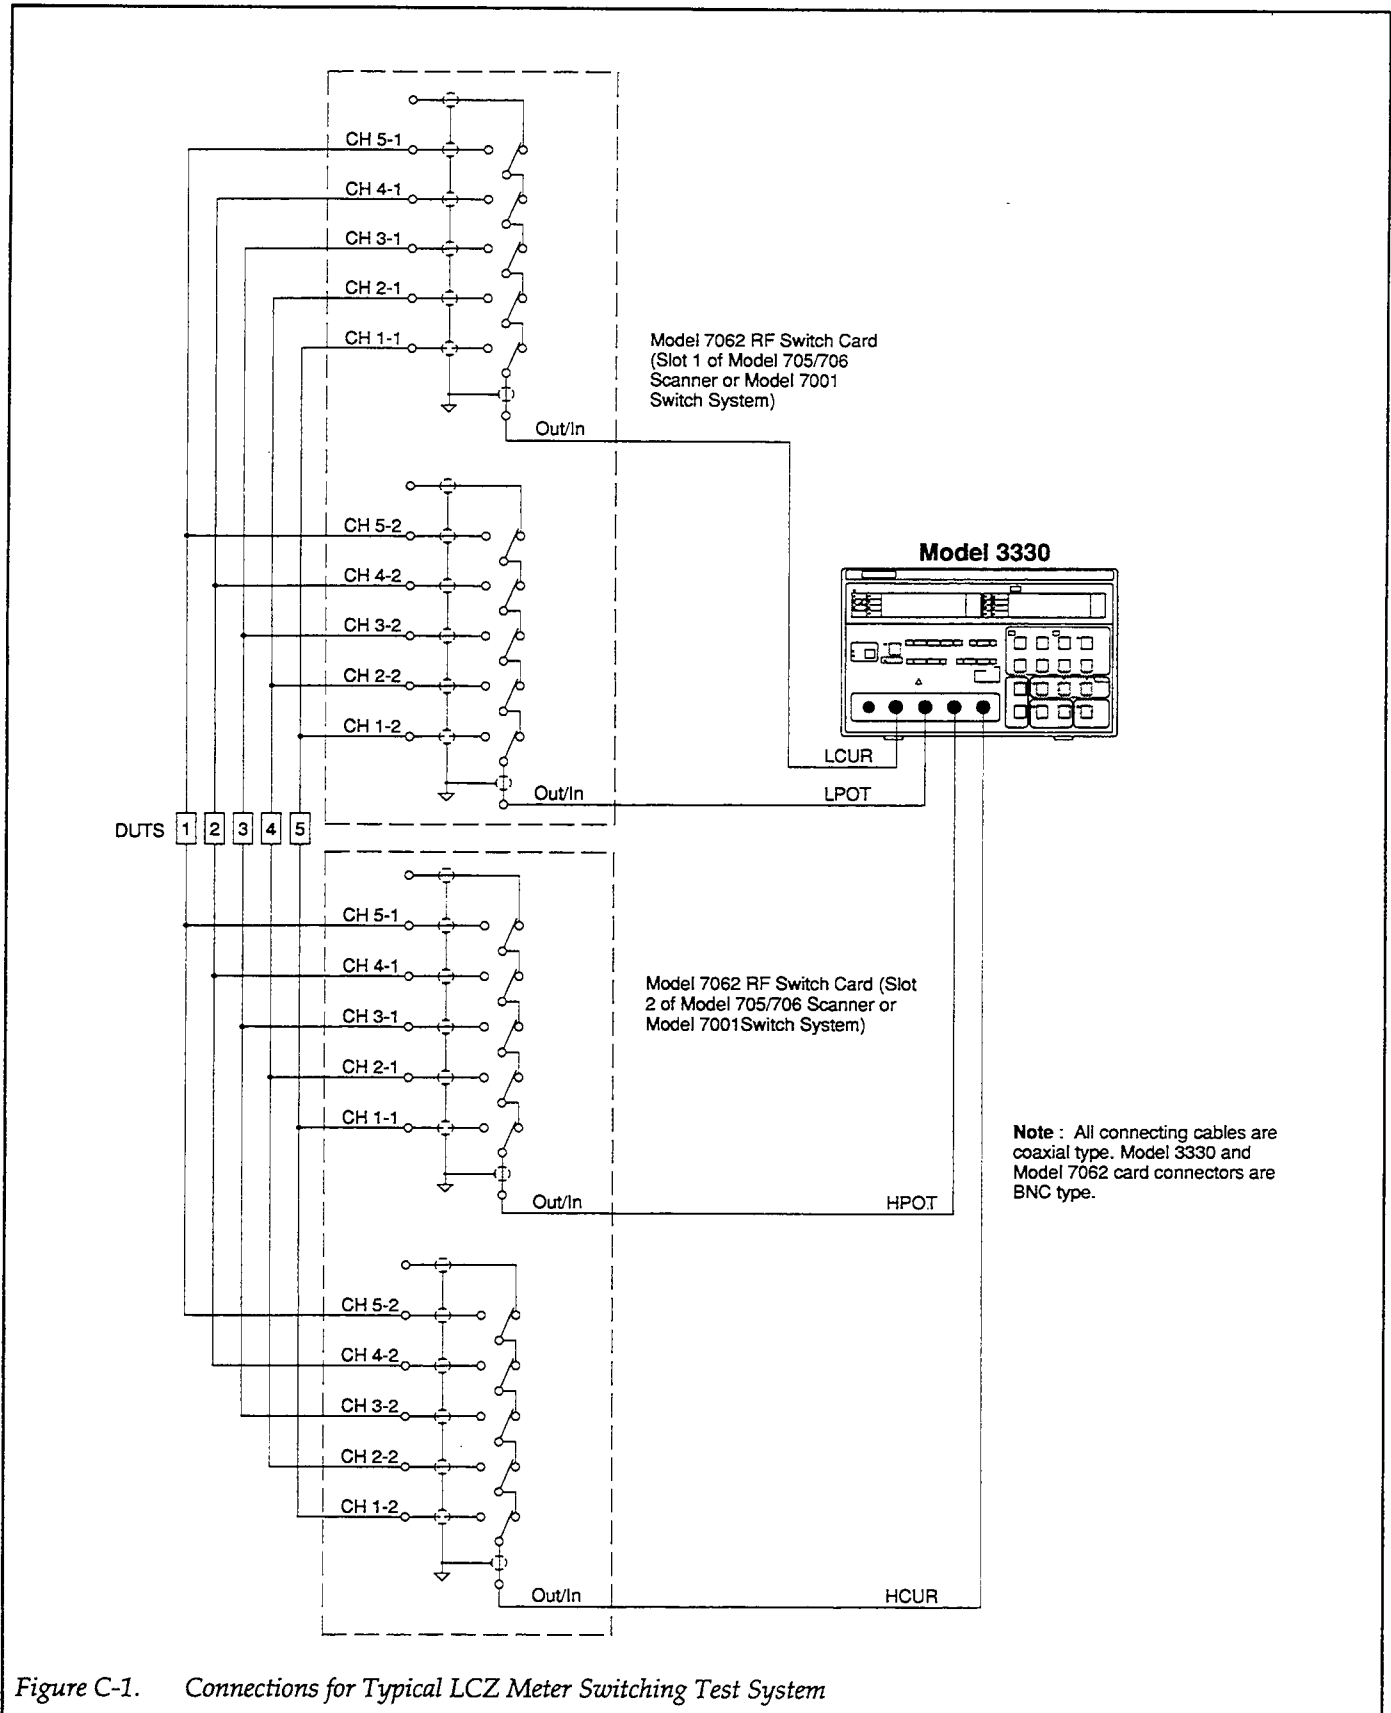 CH 5-1
CH 4-1
CH 3-1
CH 2-1
CH 1-1
Model 7062 RF Switch Card
(Slot 1 of Model 705/706
Scanner or Model 7001
Switch System)
Out/In
CH 5-2
CH 4-2
CH 3-2
CH 2-2
CH 1-2
Model 3330
LCUR
Out/In
LPOT
DUTS 1 2 3 4 5
CH 5-1
CH 4-1
CH 3-1
CH 2-1
CH 1-1
Model 7062 RF Switch Card (Slot
2 of Model 705/706 Scanner or
Model 7001Switch System)
Note : All connecting cables are
coaxial type. Model 3330 and
Model 7062 card connectors are
BNC type.
Out/In
HPOT
CH 5-2
CH 4-2
CH 3-2
CH 2-2
CH 1-2
Out/In
HCUR
Figure C-1. Connections for Typical LCZ Meter Switching Test System